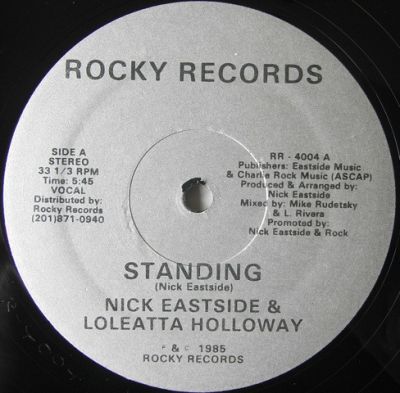 ROCKY RECORDS
SIDE A
STEREO
33 1/3 RPM
Time: 5:45
VOCAL
Distributed by:
Rocky Records
(201)871-0940
RR - 4004 A
Publishers: Eastside Music
& Charlie Rock Music (ASCAP)
Produced & Arranged by:
Nick Eastside
Mixed by: Mike Rudetsky
& L. Rivera
Promoted by:
Nick Eastside & Rock
STANDING
(Nick Eastside)
NICK EASTSIDE &
LOLEATTA HOLLOWAY
P & C 1985
ROCKY RECORDS